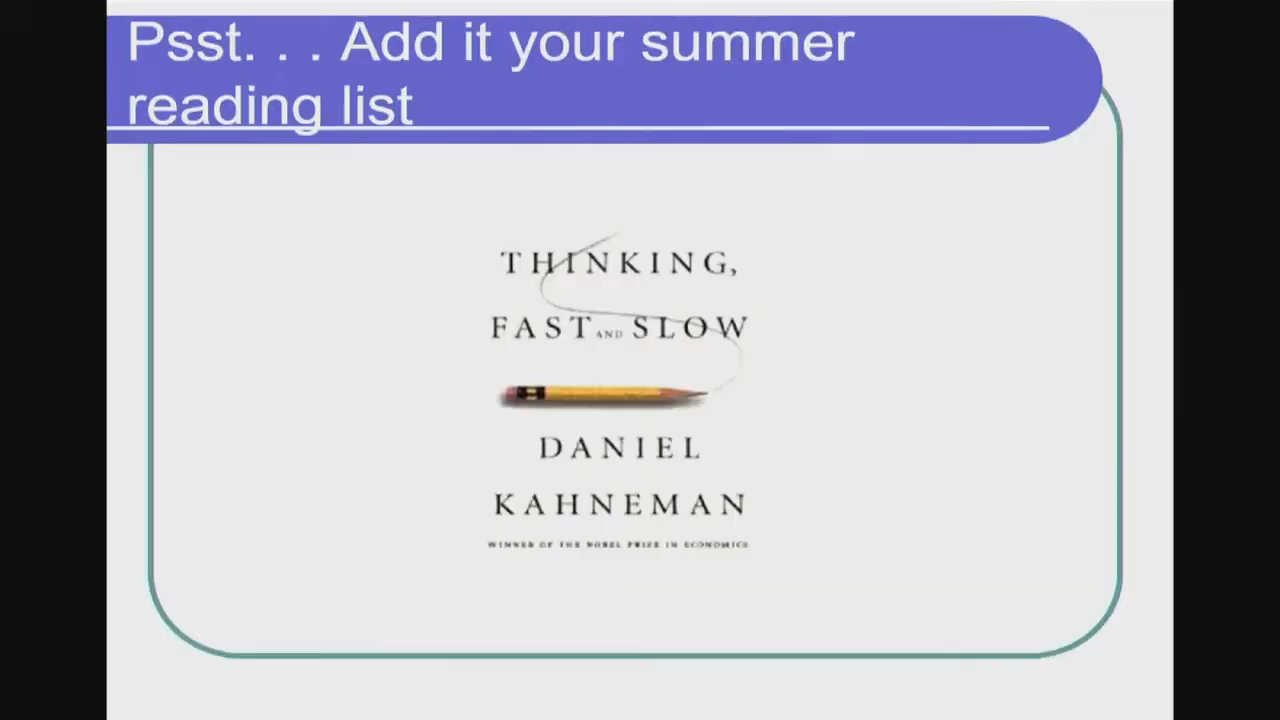 Psst. . . Add it your summer
reading list
THINKING,
FAST AND SLOW
DANIEL
KAHNEMAN
WINNER OF THE NOBEL PRIZE IN ECONOMICS